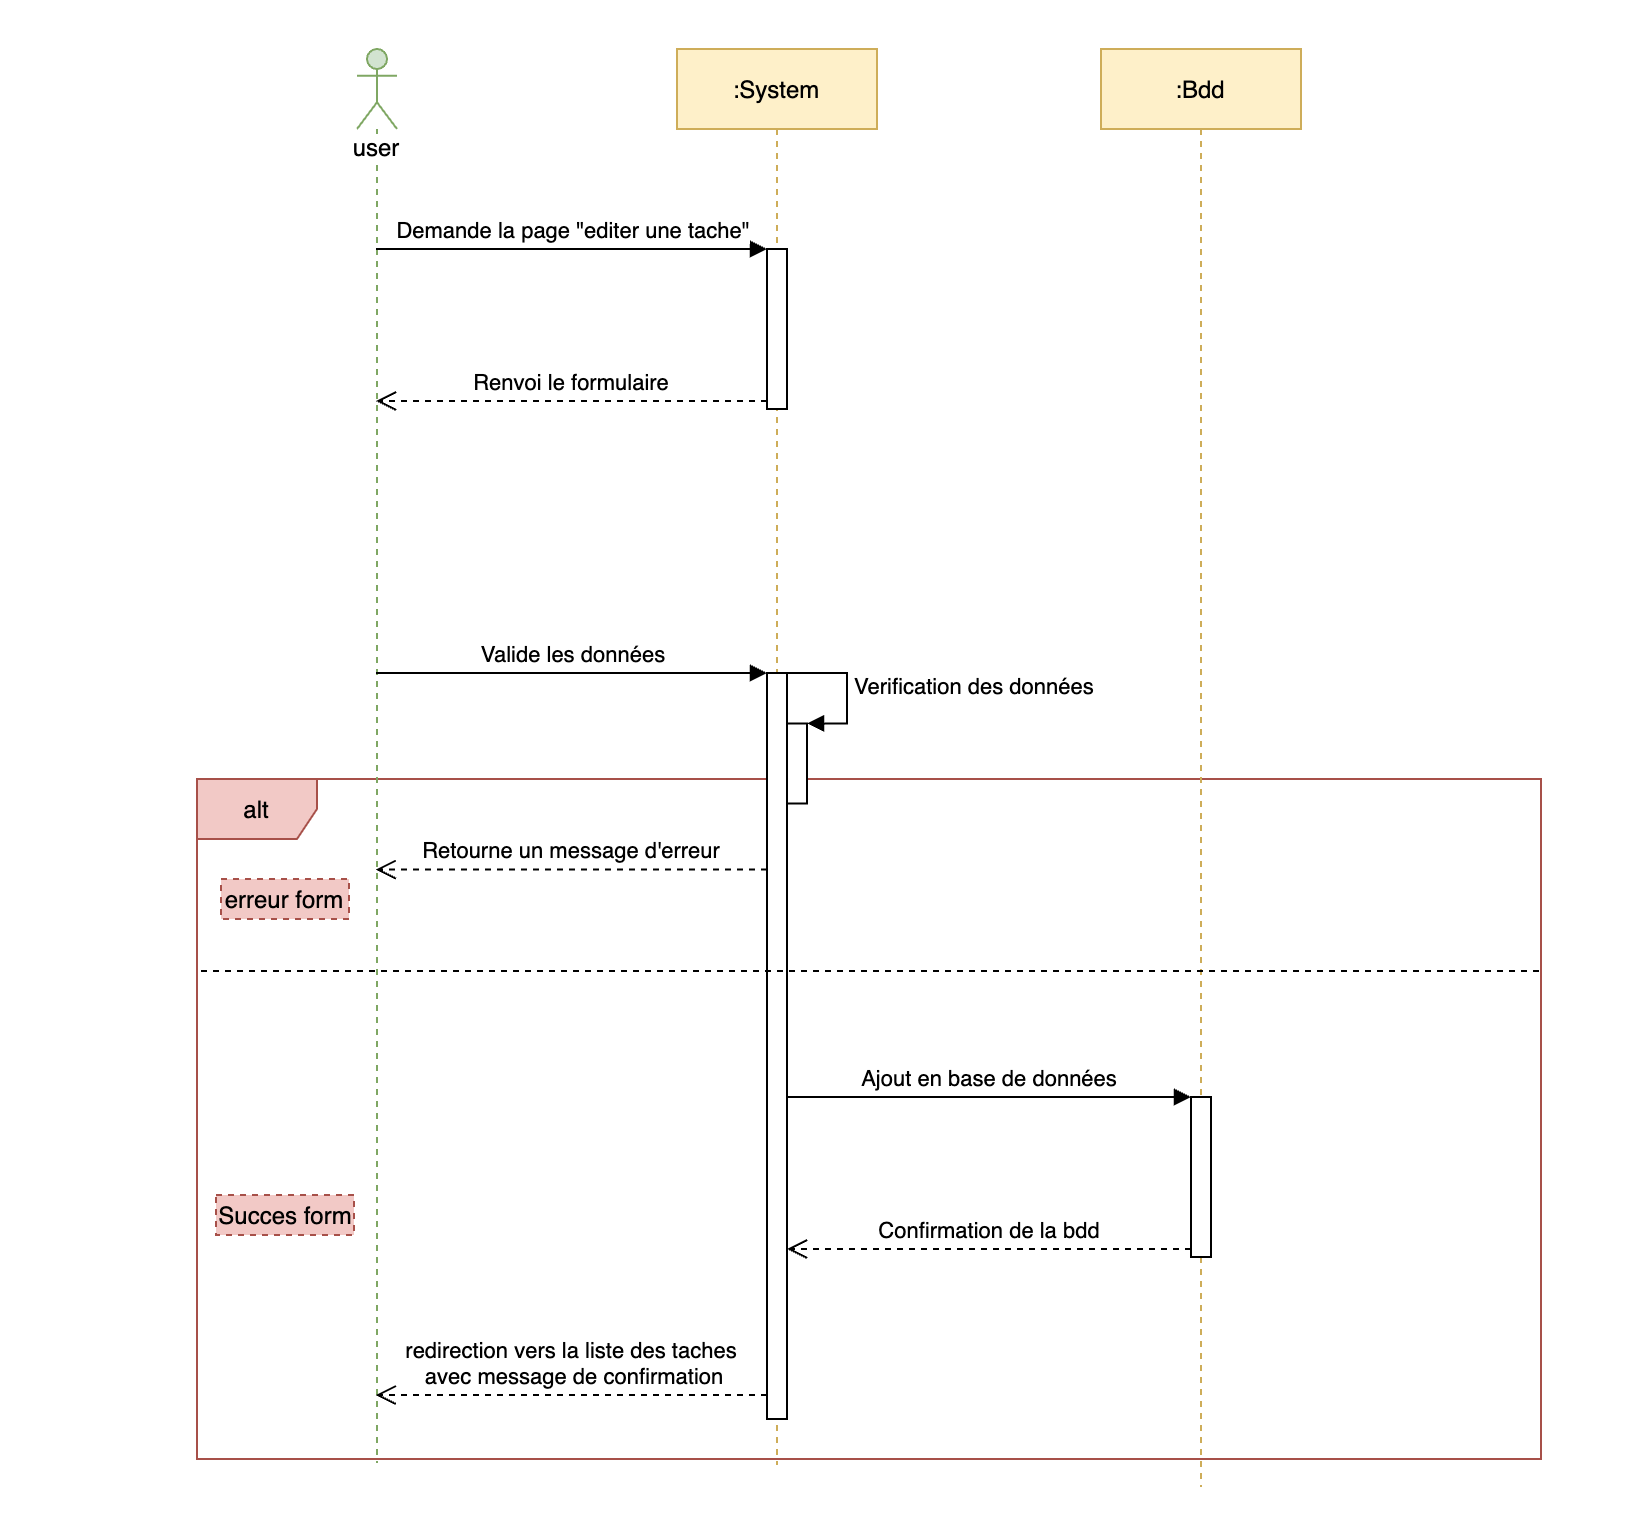 user
:System
:Bdd
Demande la page "editer une tache"
Renvoi le formulaire
Valide les données
Verification des données
alt
Retourne un message d'erreur
erreur form
Ajout en base de données
Succes form
Confirmation de la bdd
redirection vers la liste des taches
avec message de confirmation